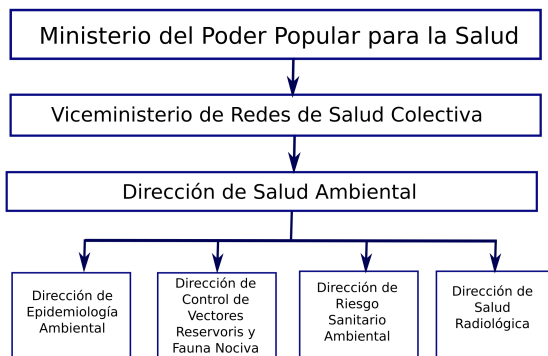 Ministerio del Poder Popular para la Salud
Viceministerio de Redes de Salud Colectiva
Dirección de Salud Ambiental
Dirección de
Epidemiología
Ambiental
Dirección de
Control de
Vectores
Reservoris y
Fauna Nociva
Dirección de
Riesgo
Sanitario
Ambiental
Dirección de
Salud
Radiológica